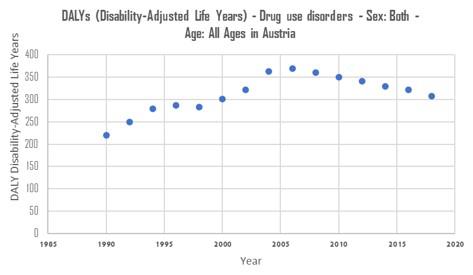 DALYs (Disability-Adjusted Life Years) - Drug use disorders - Sex: Both -
Age: All Ages in Austria
DALY Disability-Adjusted Life Years
400
350
300
250
200
150
100
50
0
1985 1990 1995 2000 2005 2010 2015 2020
Year